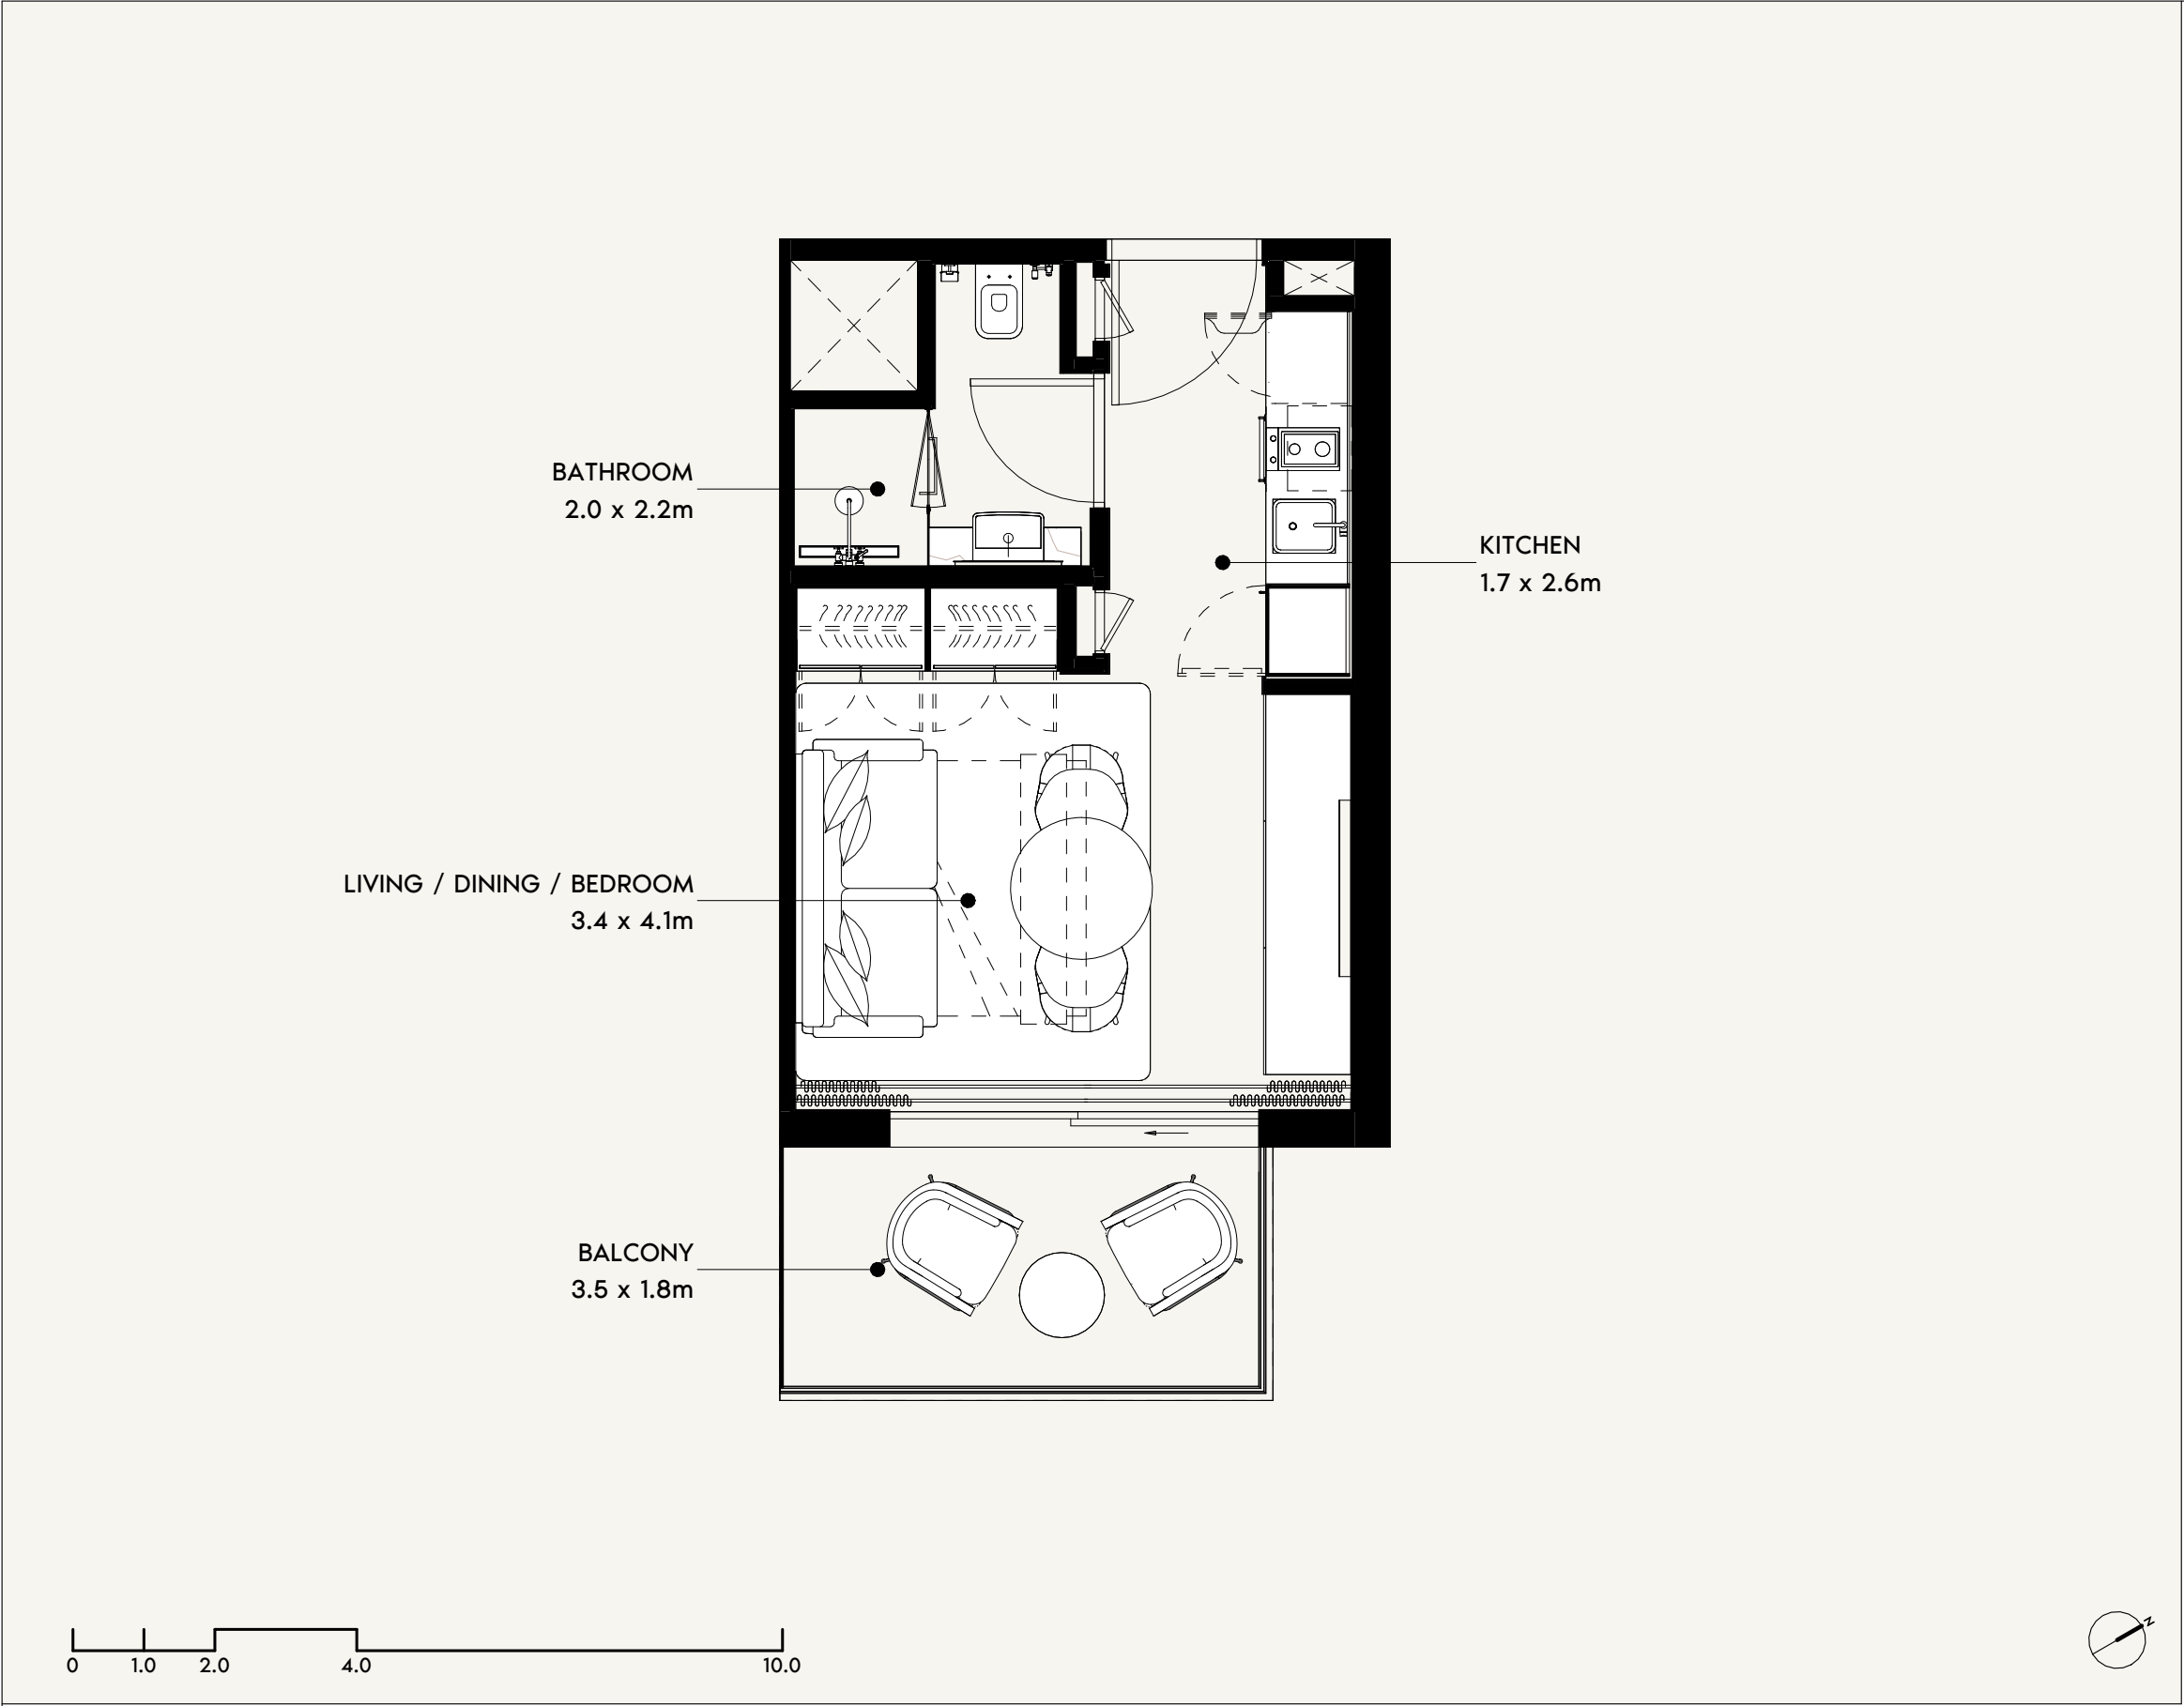 BATHROOM
2.0 x 2.2m
KITCHEN
1.7 x 2.6m
LIVING / DINING / BEDROOM
3.4 x 4.1m
BALCONY
3.5 x 1.8m
0 1.0 2.0 4.0 10.0
N